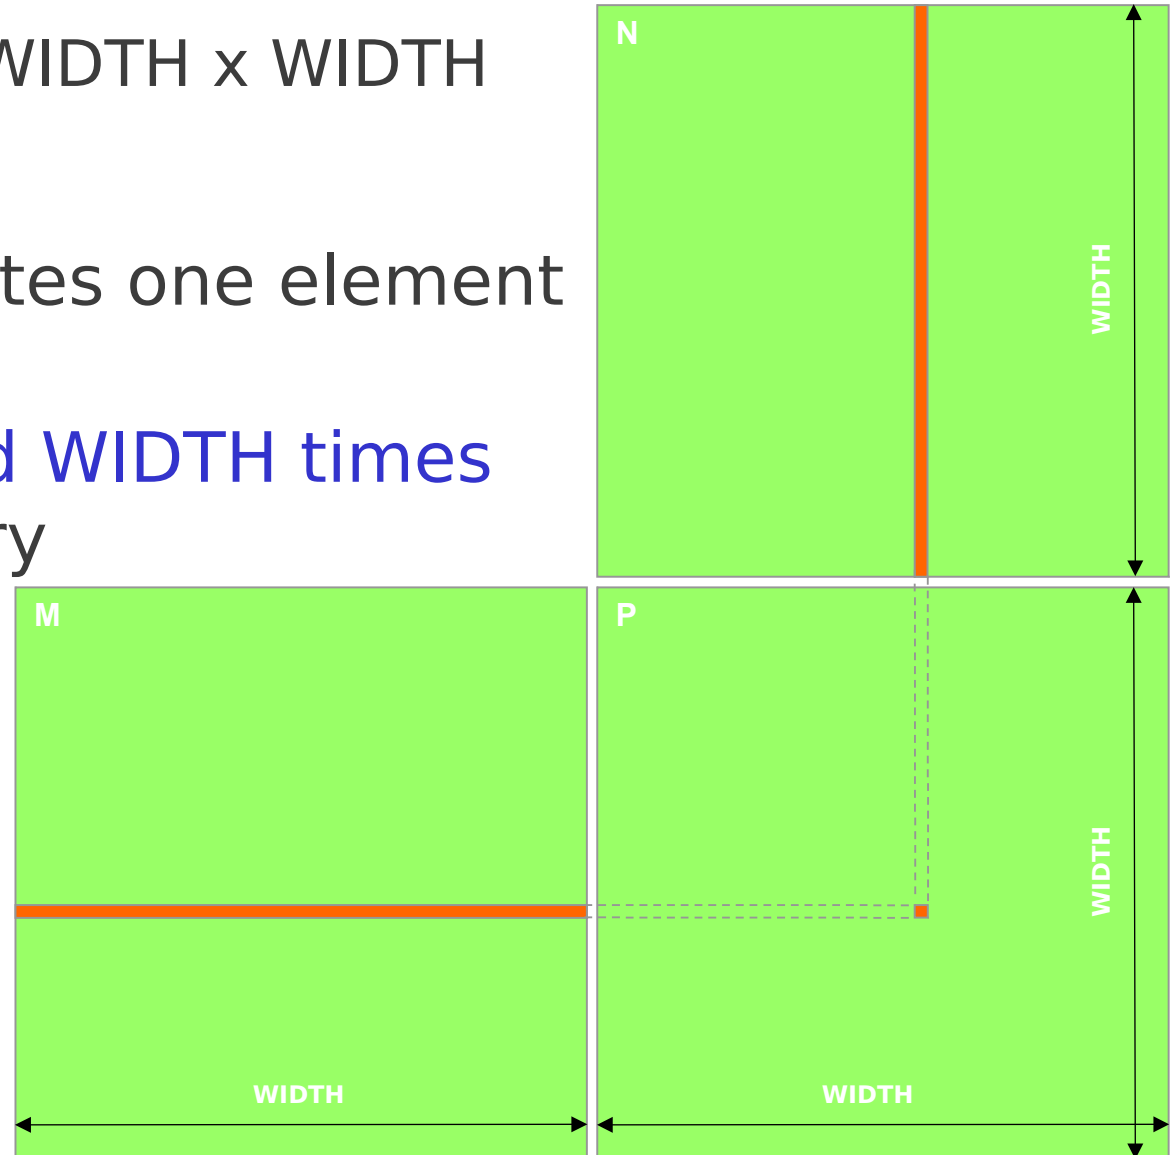 WIDTH x WIDTH
tes one element
d WIDTH times
ry
N
WIDTH
M
P
WIDTH
WIDTH
WIDTH